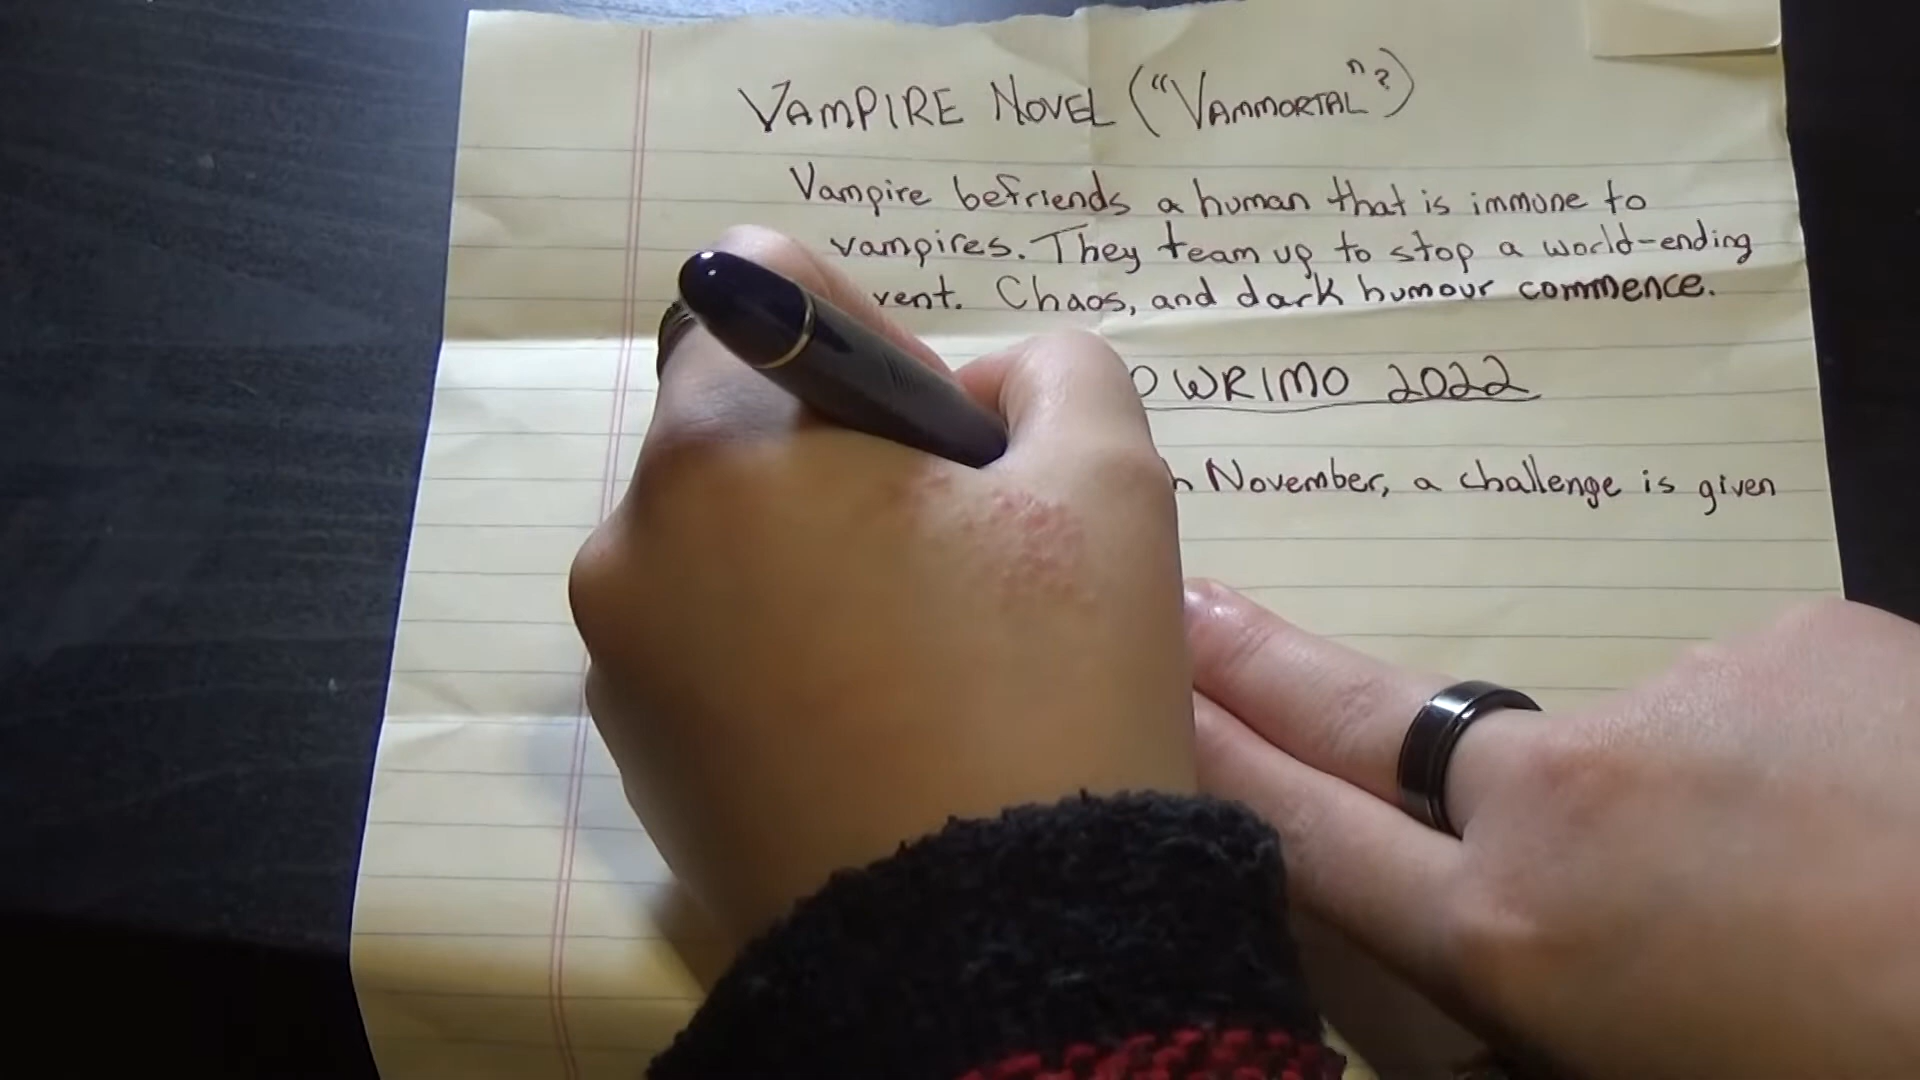 VAMPIRE NOVEL ("VAMMORTAL"?)
Vampire befriends a human that is immune to
vampires. They team up to stop a world-ending
vent. Chaos, and dark humour commence.
OWRIMO 2022
November, a challenge is given